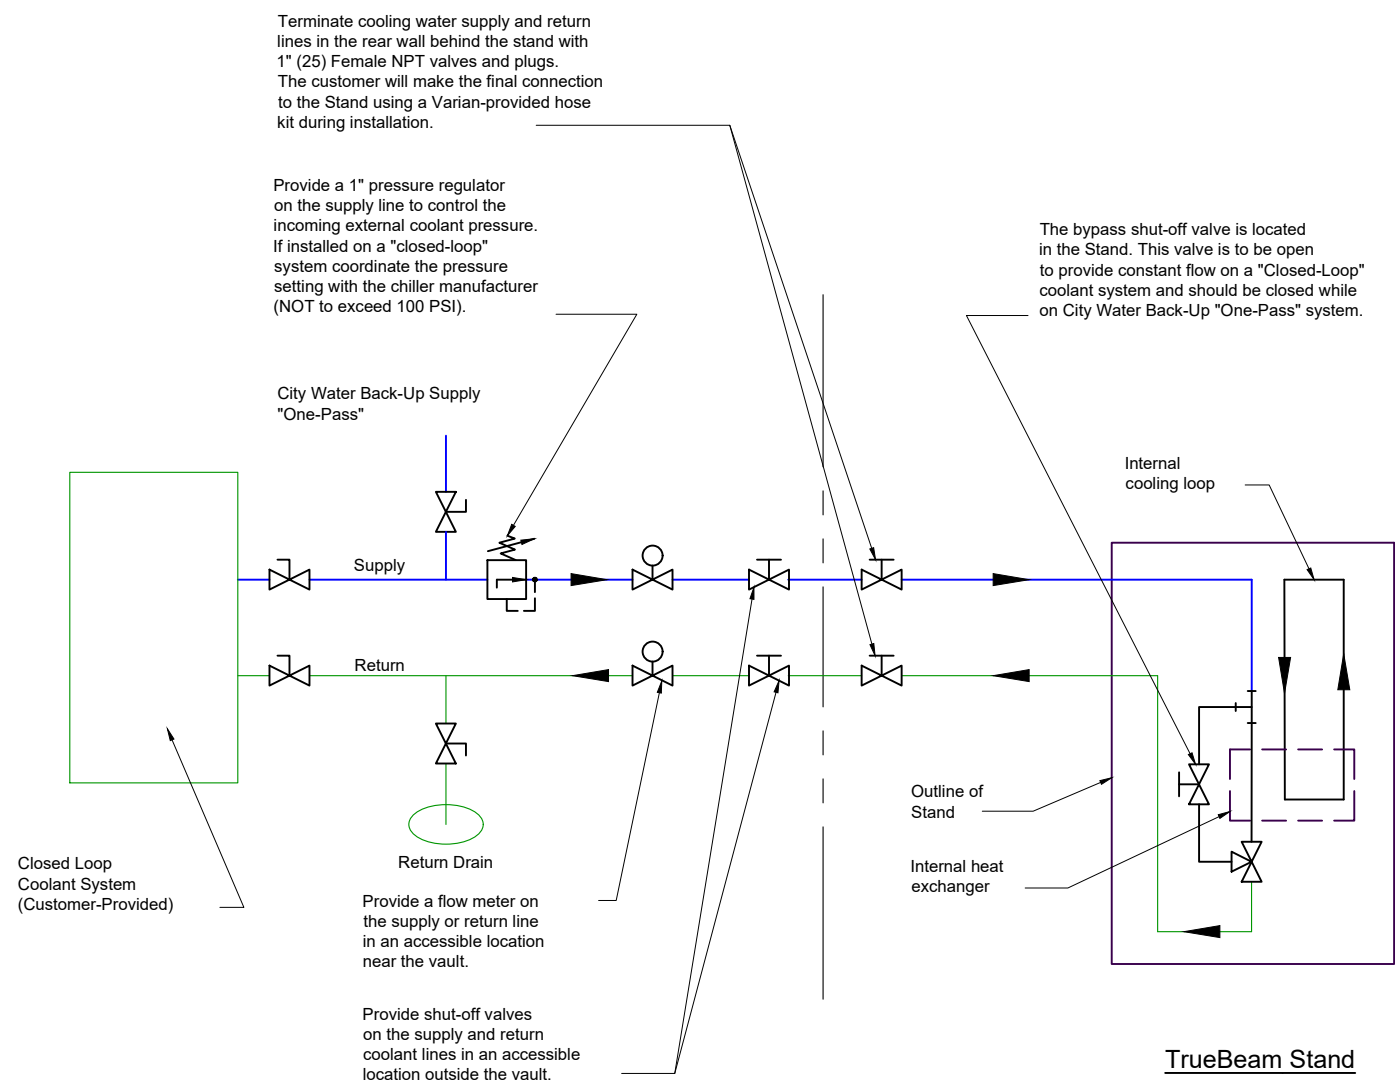 Terminate cooling water supply and return
lines in the rear wall behind the stand with
1" (25) Female NPT valves and plugs.
The customer will make the final connection
to the Stand using a Varian-provided hose
kit during installation.
Provide a 1" pressure regulator
on the supply line to control the
incoming external coolant pressure.
If installed on a "closed-loop"
system coordinate the pressure
setting with the chiller manufacturer
(NOT to exceed 100 PSI).
The bypass shut-off valve is located
in the Stand. This valve is to be open
to provide constant flow on a "Closed-Loop"
coolant system and should be closed while
on City Water Back-Up "One-Pass" system.
City Water Back-Up Supply
"One-Pass"
Internal
cooling loop
Supply
Return
Outline of
Stand
Internal heat
exchanger
Closed Loop
Coolant System
(Customer-Provided)
Return Drain
Provide a flow meter on
the supply or return line
in an accessible location
near the vault.
Provide shut-off valves
on the supply and return
coolant lines in an accessible
location outside the vault.
TrueBeam Stand